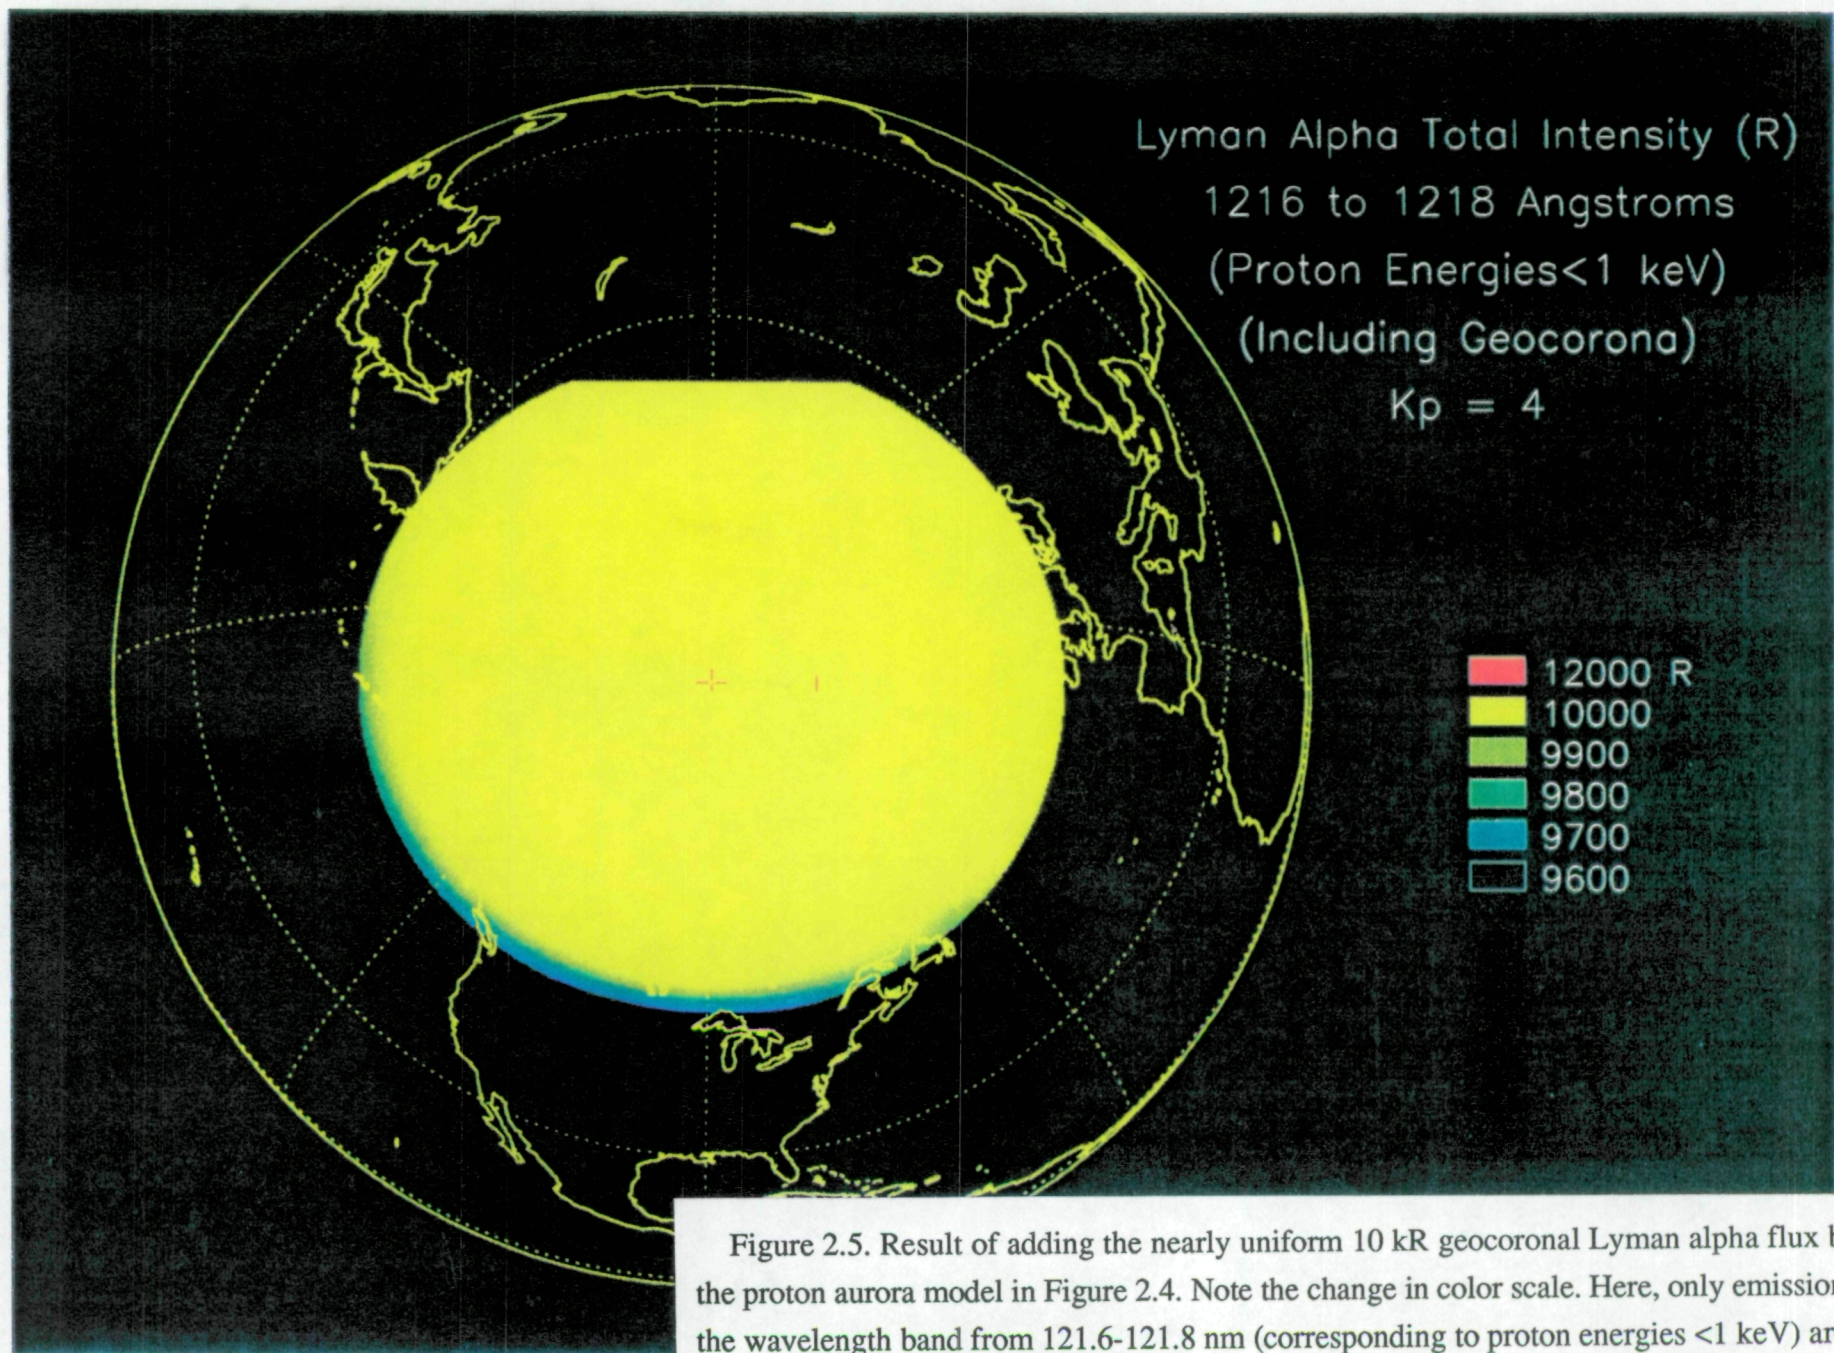 Lyman Alpha Total Intensity (R)
1216 to 1218 Angstroms
(Proton Energies<1 keV)
(Including Geocorona)
Kp = 4
12000 R
10000
9900
9800
9700
9600
Figure 2.5. Result of adding the nearly uniform 10 kR geocoronal Lyman alpha flux
the proton aurora model in Figure 2.4. Note the change in color scale. Here, only emission
the wavelength band from 121.6-121.8 nm (corresponding to proton energies <1 keV) ar